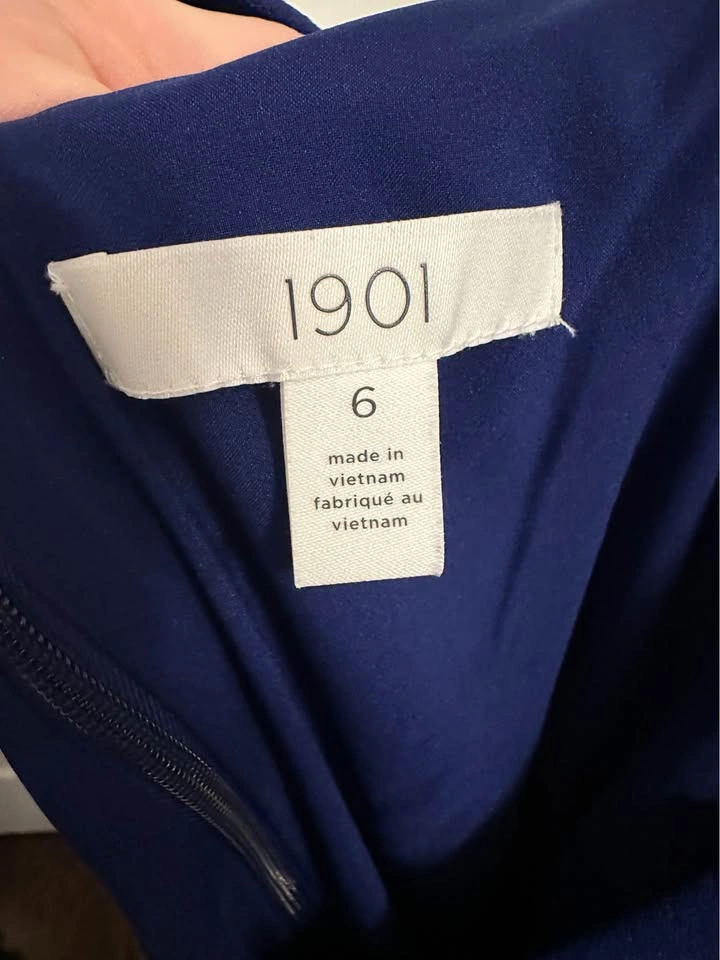 1901
6
made in
vietnam
fabriqué au
vietnam